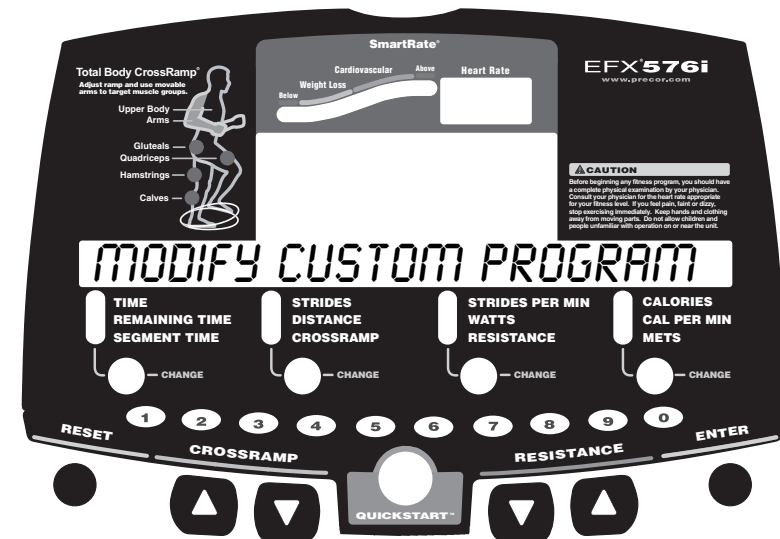 SmartRate®
Below
Weight Loss
Cardiovascular
Above
Heart Rate
EFX®576i
www.precor.com
Total Body CrossRamp®
Adjust ramp and use movable
arms to target muscle groups.
Upper Body
Arms
Gluteals
Quadriceps
Hamstrings
Calves
CAUTION
Before beginning any fitness program, you should have
a complete physical examination by your physician.
Consult your physician for the heart rate appropriate
for your fitness level. If you feel pain, faint or dizzy,
stop exercising immediately. Keep hands and clothing
away from moving parts. Do not allow children and
people unfamiliar with operation on or near the unit.
MODIFY CUSTOM PROGRAM
TIME
REMAINING TIME
SEGMENT TIME
STRIDES
DISTANCE
CROSSRAMP
STRIDES PER MIN
WATTS
RESISTANCE
CALORIES
CAL PER MIN
METS
CHANGE
CHANGE
CHANGE
CHANGE
1 2 3 4 5 6 7 8 9 0
RESET
CROSSRAMP
QUICKSTART™
RESISTANCE
ENTER